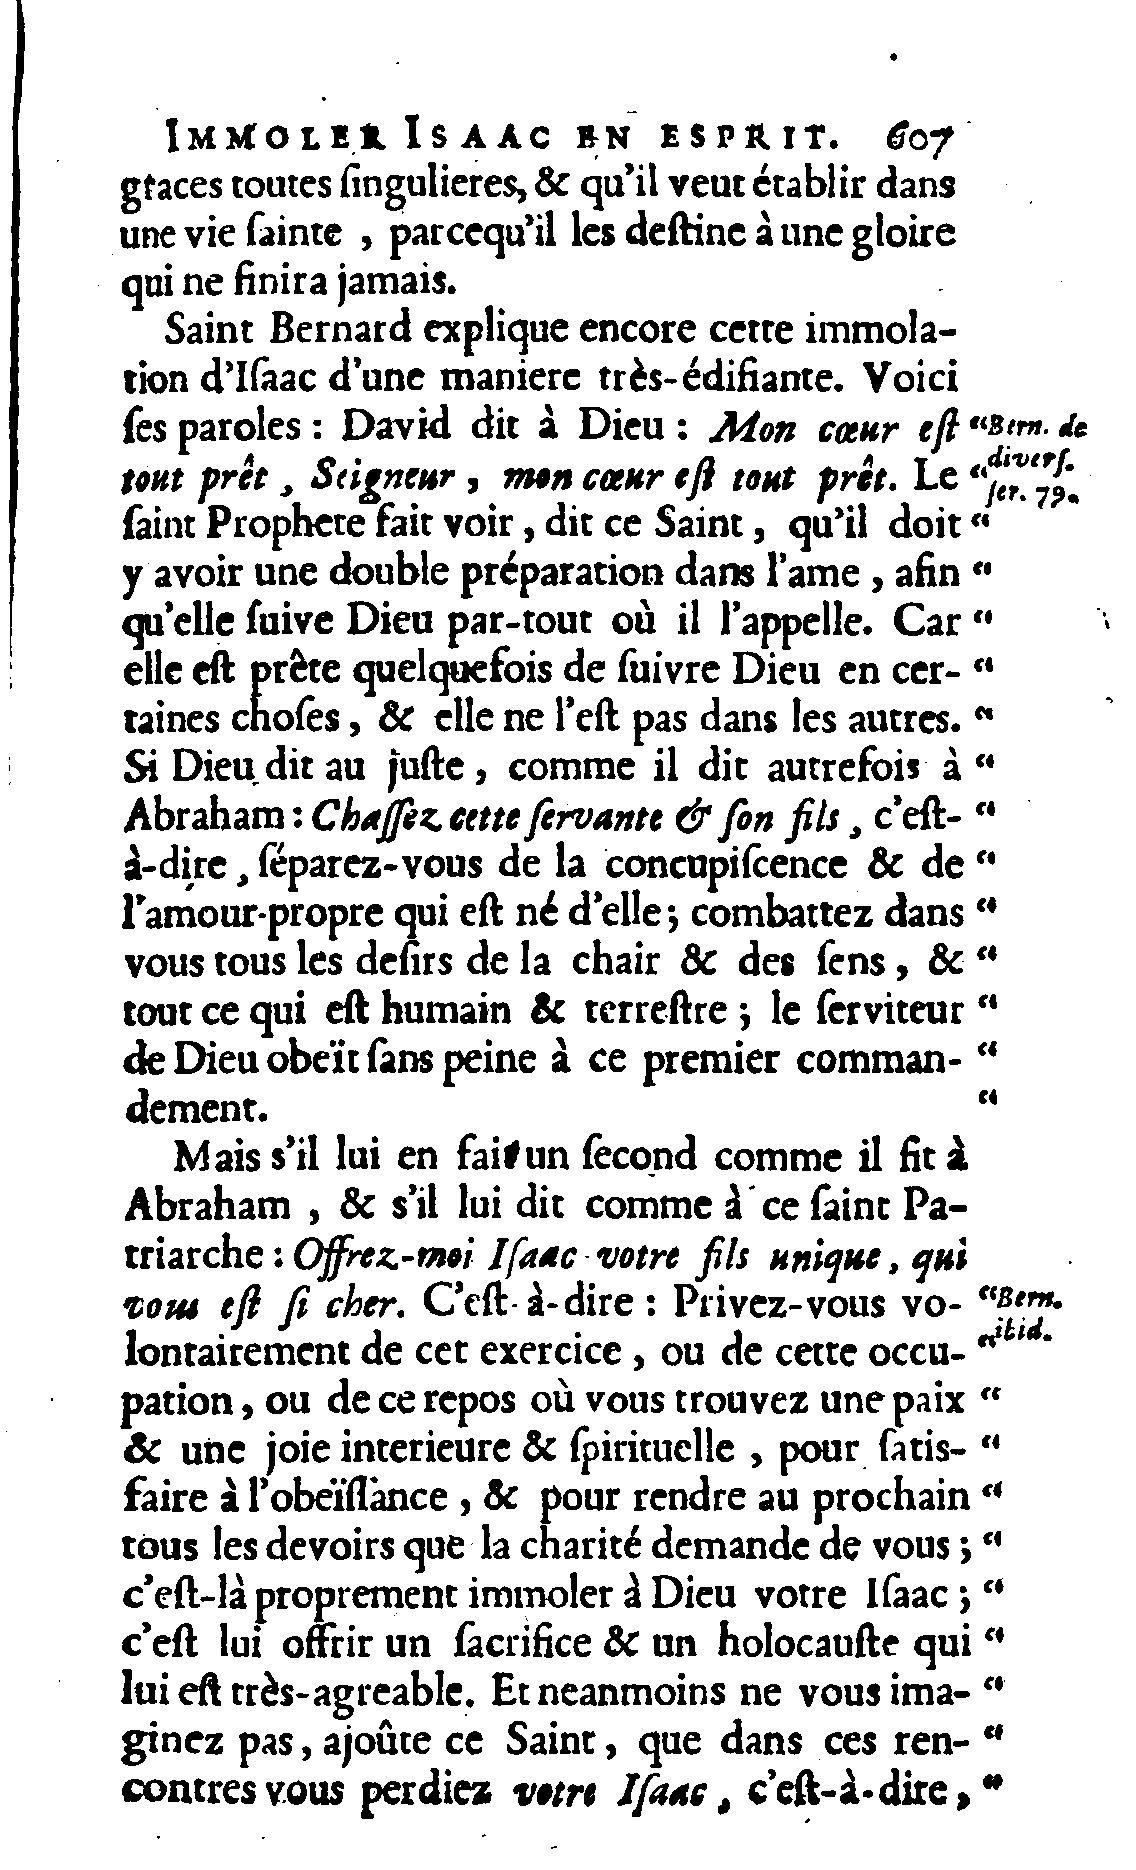 IMMOLER ISAAC EN ESPRIT. 607
graces toutes ſingulieres, & qu'il veut établir dans
une vie ſainte , parcequ'il les deſtine à une gloire
qui ne finira jamais.
Saint Bernard explique encore cette immola-
tion d'Iſaac d'une maniere très-édifiante. Voici
ſes paroles : David dit à Dieu : Mon cœur eſt “ Bern. de
tout prêt , Seigneur , mon cœur eſt tout prêt. Le “ diverſ.
ſer. 79.
ſaint Prophete fait voir , dit ce Saint , qu'il doit “
y avoir une double préparation dans l'ame , afin “
qu'elle ſuive Dieu par-tout où il l'appelle. Car “
elle eſt prête quelquefois de ſuivre Dieu en cer- “
taines choſes , & elle ne l'eſt pas dans les autres. “
Si Dieu dit au juſte , comme il dit autrefois à “
Abraham : Chaſſez cette ſervante & ſon fils , c'eſt- “
à-dire , ſéparez-vous de la concupiſcence & de “
l'amour-propre qui eſt né d'elle ; combattez dans “
vous tous les deſirs de la chair & des ſens , & “
tout ce qui eſt humain & terreſtre ; le ſerviteur “
de Dieu obeït ſans peine à ce premier comman- “
dement. “
Mais s'il lui en fait un ſecond comme il fit à
Abraham , & s'il lui dit comme à ce ſaint Pa-
triarche : Offrez-moi Iſaac votre fils unique , qui
vous eſt ſi cher. C'eſt-à-dire : Privez-vous vo- “ Bern.
lontairement de cet exercice , ou de cette occu- “ ibid.
pation , ou de ce repos où vous trouvez une paix “
& une joie interieure & ſpirituelle , pour ſatis- “
faire à l'obeïſſance , & pour rendre au prochain “
tous les devoirs que la charité demande de vous ; “
c'eſt-là proprement immoler à Dieu votre Iſaac ; “
c'eſt lui offrir un ſacrifice & un holocauſte qui “
lui eſt très-agreable. Et neanmoins ne vous ima- “
ginez pas , ajoûte ce Saint , que dans ces ren- “
contres vous perdiez votre Iſaac , c'eſt-à-dire , “